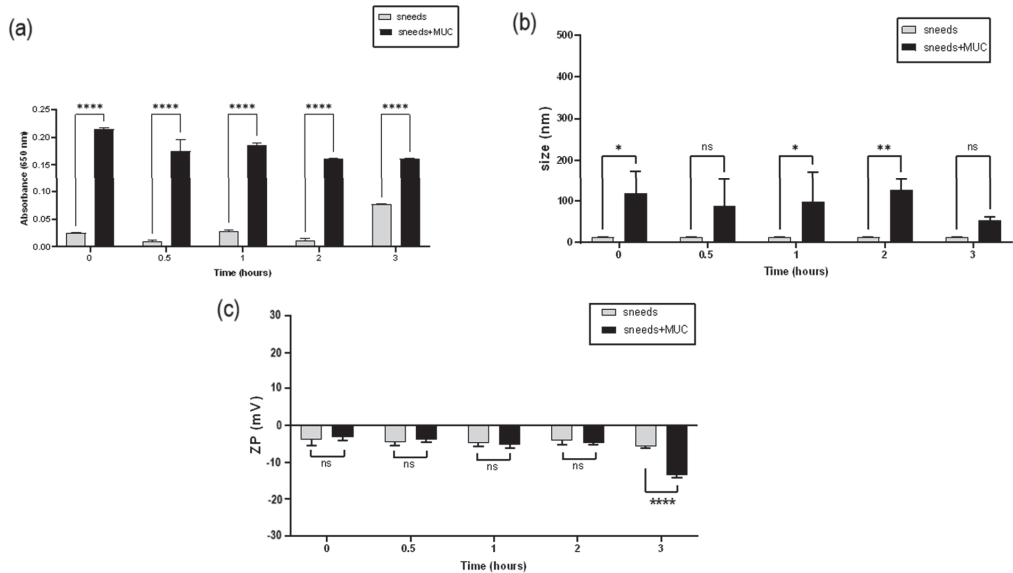 (a)
sneeds
sneeds+MUC
**** **** **** **** ****
0.25
0.20
0.15
0.10
0.05
0.00
Absorbance (650 nm)
0 0.5 1 2 3
Time (hours)
(b)
sneeds
sneeds+MUC
500
400
300
200
100
0
size (nm)
* ns * ** ns
0 0.5 1 2 3
Time (hours)
(c)
sneeds
sneeds+MUC
30
20
10
0
-10
-20
-30
ZP (mV)
ns ns ns ns ****
0 0.5 1 2 3
Time (hours)